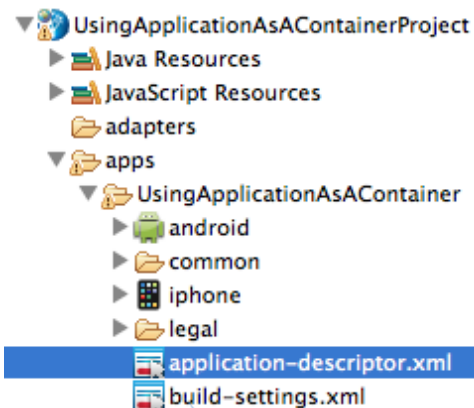 UsingApplicationAsAContainerProject
Java Resources
JavaScript Resources
adapters
apps
UsingApplicationAsAContainer
android
common
iphone
legal
application-descriptor.xml
build-settings.xml